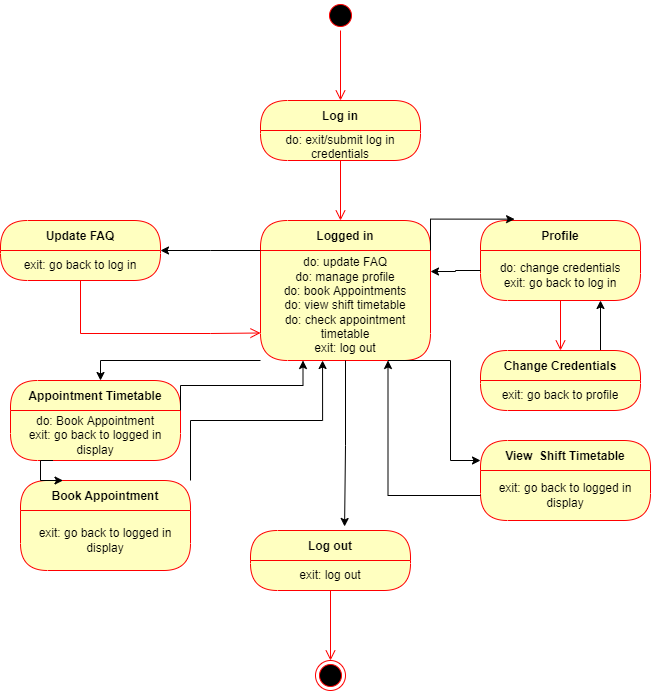 Log in
do: exit/submit log in
credentials
Update FAQ
exit: go back to log in
Logged in
do: update FAQ
do: manage profile
do: book Appointments
do: view shift timetable
do: check appointment
timetable
exit: log out
Profile
do: change credentials
exit: go back to log in
Change Credentials
exit: go back to profile
Appointment Timetable
do: Book Appointment
exit: go back to logged in
display
View  Shift Timetable
exit: go back to logged in
display
Book Appointment
exit: go back to logged in
display
Log out
exit: log out